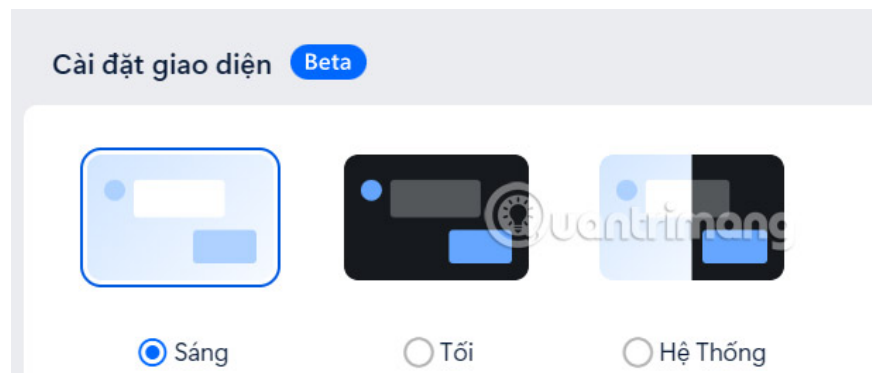 Cài đặt giao diện Beta
Quantrimang
Sáng Tối Hệ Thống